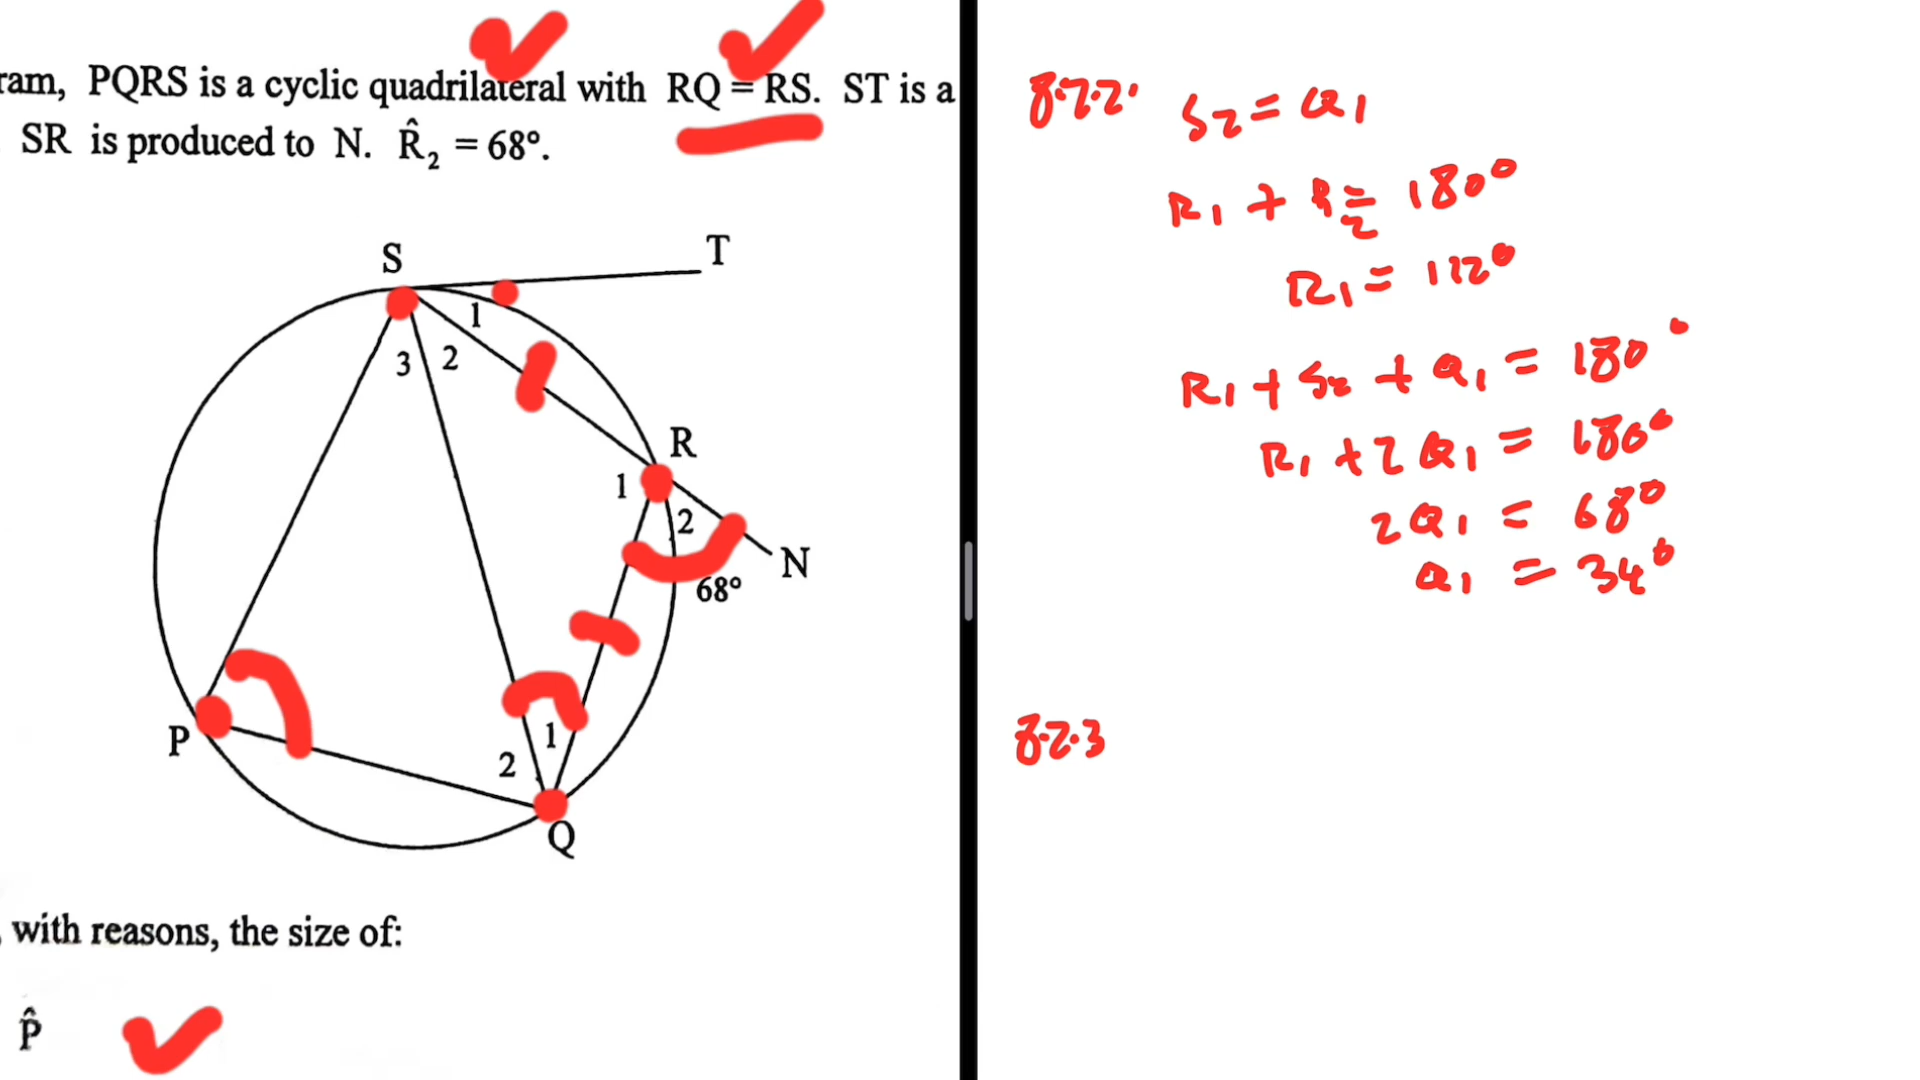 ram, PQRS is a cyclic quadrilateral with RQ = RS. ST is a
SR is produced to N. R̂₂ = 68°.
S
T
1
3
2
R
1
2
N
68°
P
1
2
Q
with reasons, the size of:
P̂
8.2.2. S2 = Q1
R1 + R2 = 180°
R1 = 112°
R1 + S2 + Q1 = 180°
R1 + 2Q1 = 180°
2Q1 = 68°
Q1 = 34°
8.2.3